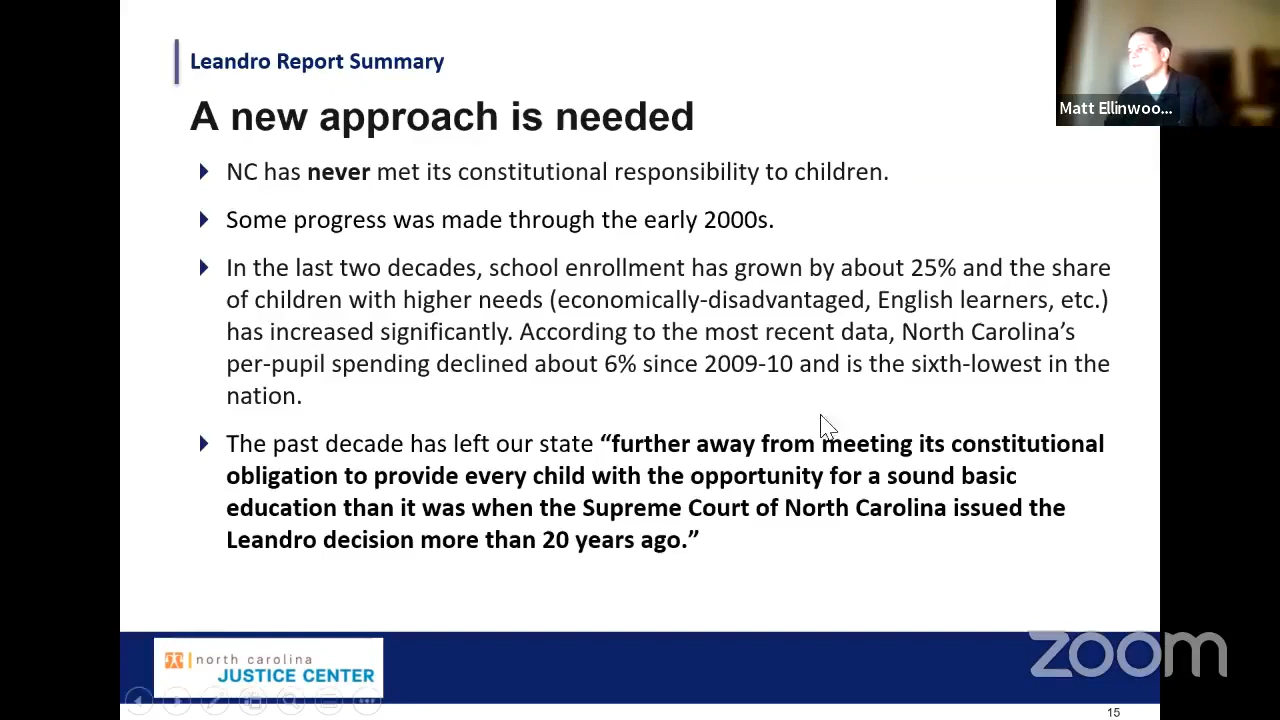 Leandro Report Summary
A new approach is needed
NC has never met its constitutional responsibility to children.
Some progress was made through the early 2000s.
In the last two decades, school enrollment has grown by about 25% and the share
of children with higher needs (economically-disadvantaged, English learners, etc.)
has increased significantly. According to the most recent data, North Carolina’s
per-pupil spending declined about 6% since 2009-10 and is the sixth-lowest in the
nation.
The past decade has left our state “further away from meeting its constitutional
obligation to provide every child with the opportunity for a sound basic
education than it was when the Supreme Court of North Carolina issued the
Leandro decision more than 20 years ago.”
Matt Ellinwoo...
north carolina
JUSTICE CENTER
zoom
15